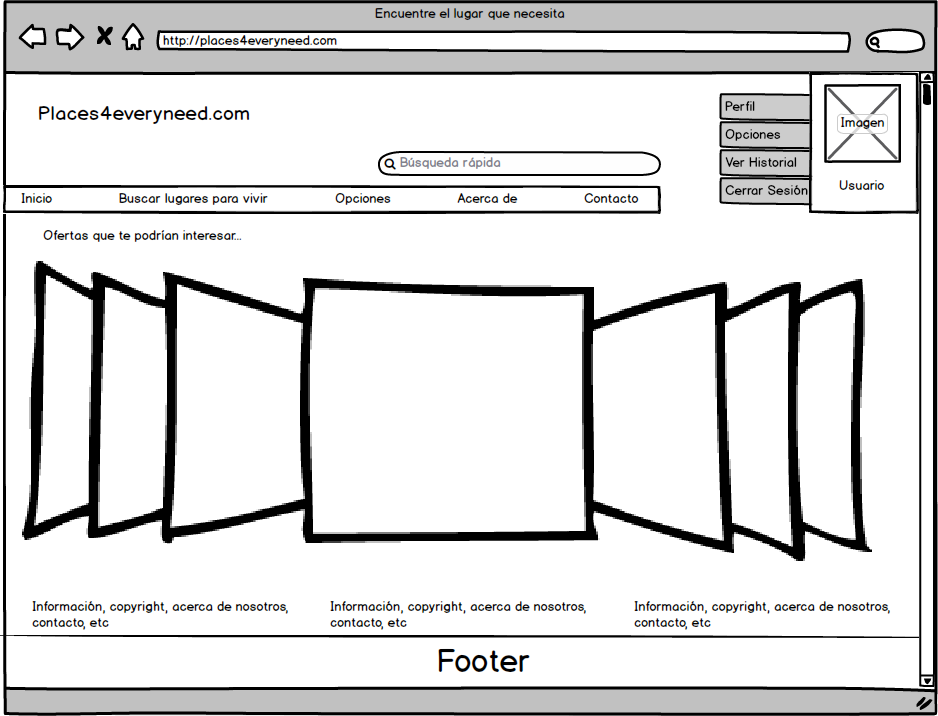 Encuentre el lugar que necesita
http://places4everyneed.com
Places4everyneed.com
Perfil
Opciones
Ver Historial
Cerrar Sesión
Imagen
Usuario
Búsqueda rápida
Inicio
Buscar lugares para vivir
Opciones
Acerca de
Contacto
Ofertas que te podrían interesar...
Información, copyright, acerca de nosotros,
contacto, etc
Información, copyright, acerca de nosotros,
contacto, etc
Información, copyright, acerca de nosotros,
contacto, etc
Footer